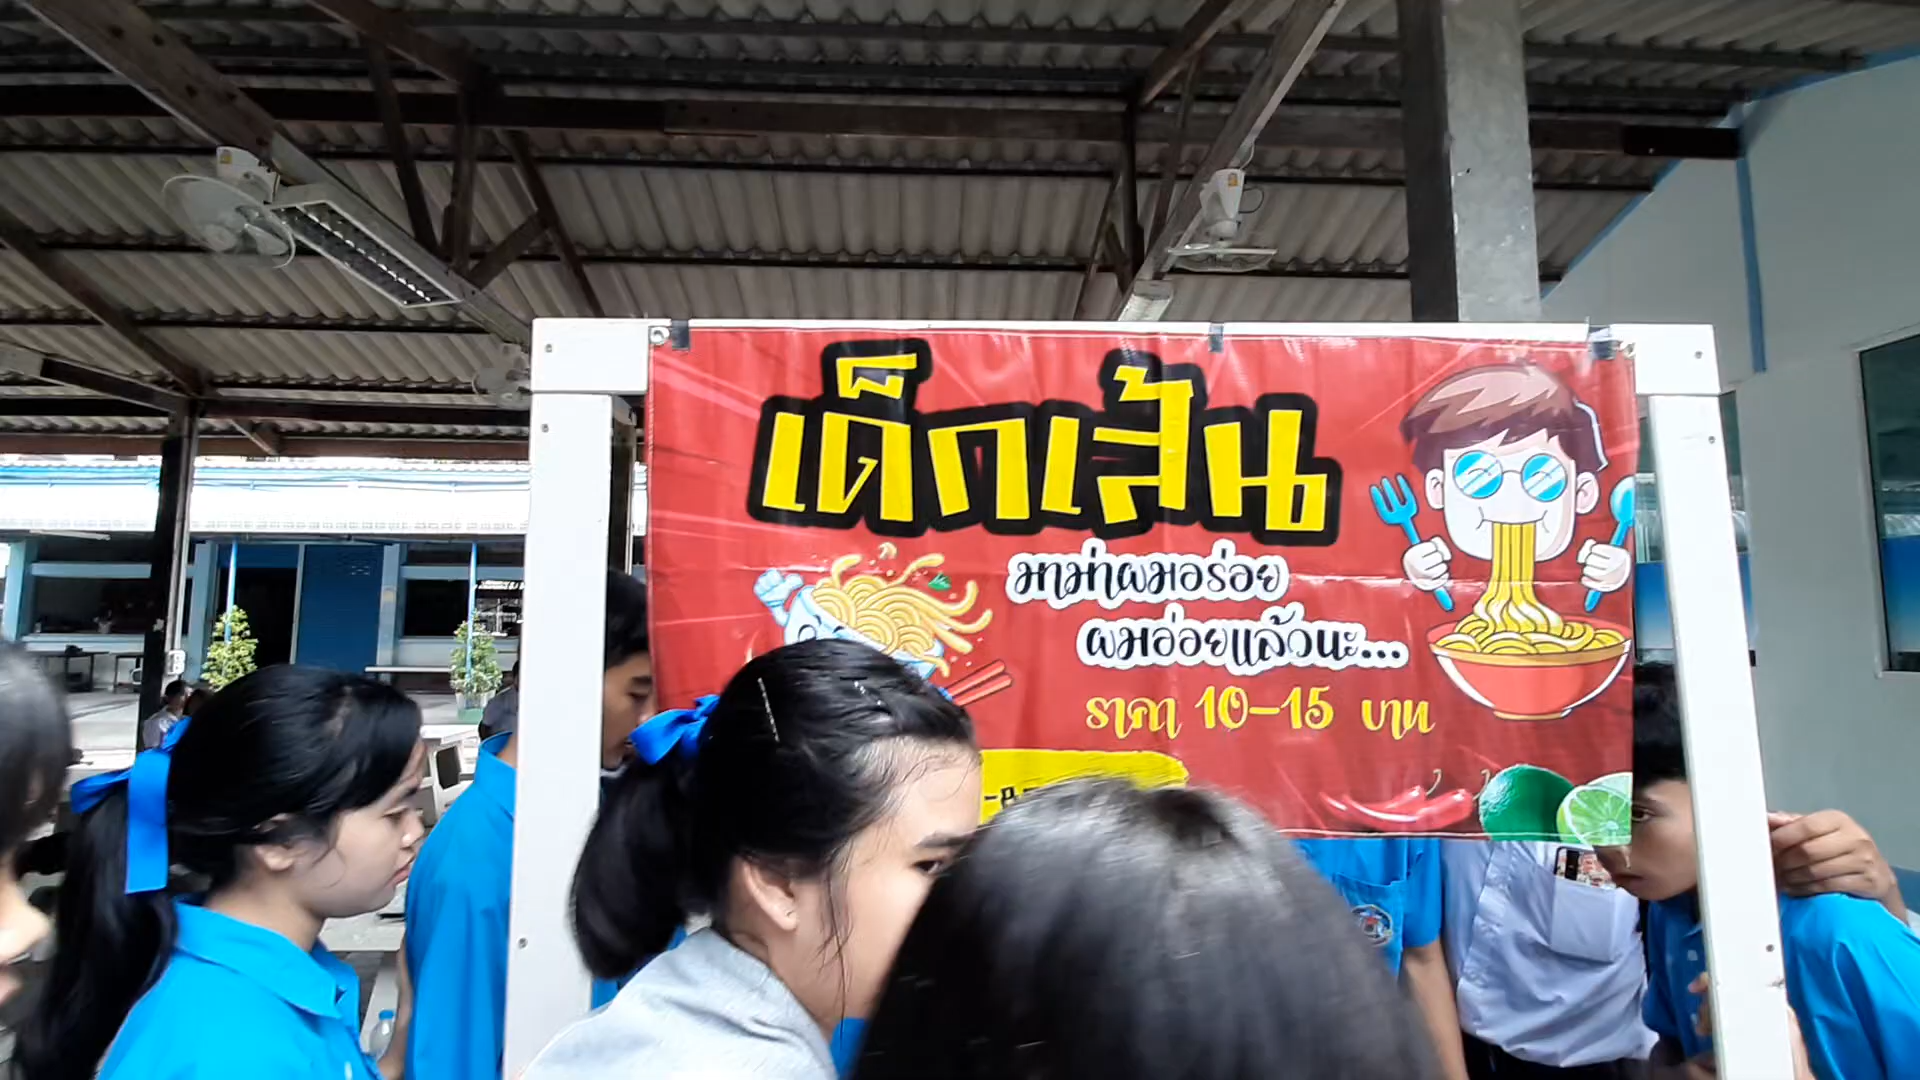 เด็กเส้น
มาม่าผมอร่อย
ผมอ่อยแล้วนะ...
ราคา 10-15 บาท